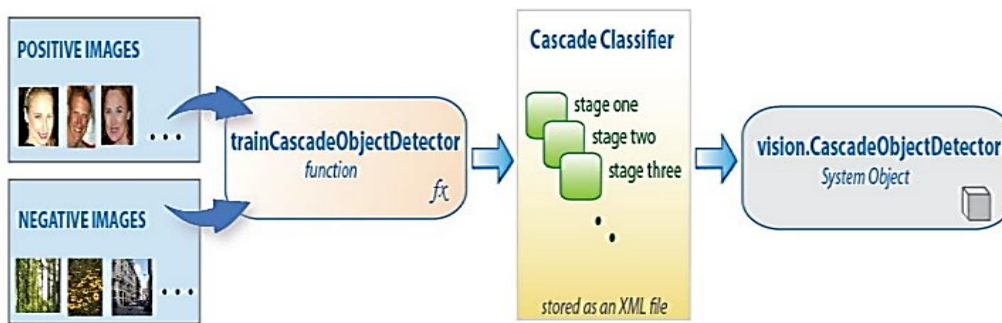 POSITIVE IMAGES
...
NEGATIVE IMAGES
...
trainCascadeObjectDetector
function
fx
Cascade Classifier
stage one
stage two
stage three
stored as an XML file
vision.CascadeObjectDetector
System Object